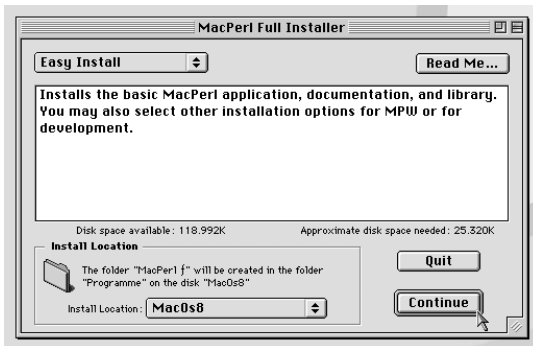 MacPerl Full Installer
Easy Install
Read Me...
Installs the basic MacPerl application, documentation, and library.
You may also select other installation options for MPW or for
development.
Disk space available: 118.992K
Approximate disk space needed: 25.320K
Install Location
The folder "MacPerl ƒ" will be created in the folder
"Programme" on the disk "MacOs8"
Install Location: MacOs8
Quit
Continue